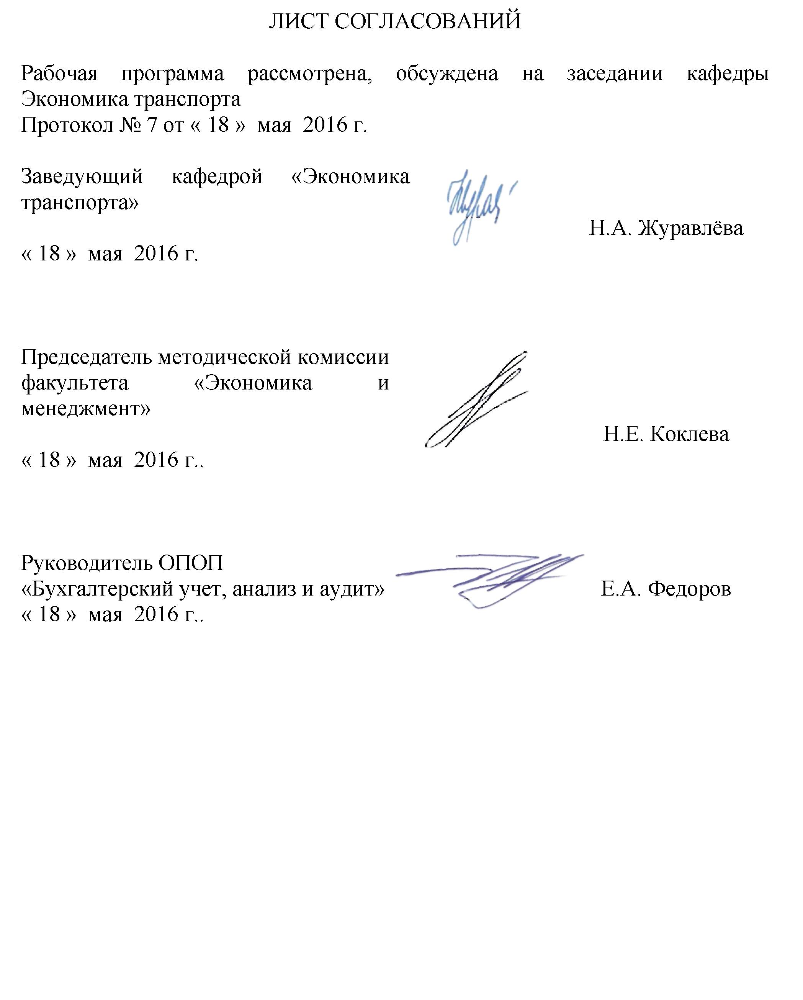 ЛИСТ СОГЛАСОВАНИЙ
Рабочая программа рассмотрена, обсуждена на заседании кафедры
Экономика транспорта
Протокол № 7 от « 18 » мая 2016 г.
Заведующий кафедрой «Экономика
транспорта»
Н.А. Журавлёва
« 18 » мая 2016 г.
Председатель методической комиссии
факультета «Экономика и
менеджмент»
Н.Е. Коклева
« 18 » мая 2016 г..
Руководитель ОПОП
«Бухгалтерский учет, анализ и аудит» Е.А. Федоров
« 18 » мая 2016 г..